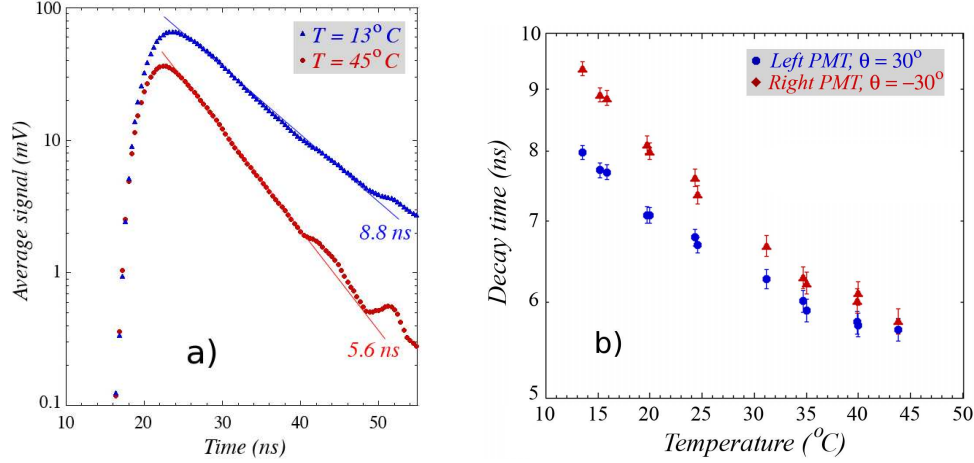 100
10
1
0.1
10
20
30
40
50
Average signal (mV)
Time (ns)
T = 13° C
T = 45° C
8.8 ns
5.6 ns
a)
10
9
8
7
6
5
10
15
20
25
30
35
40
45
50
Decay time (ns)
Temperature (°C)
Left PMT, θ = 30°
Right PMT, θ = −30°
b)